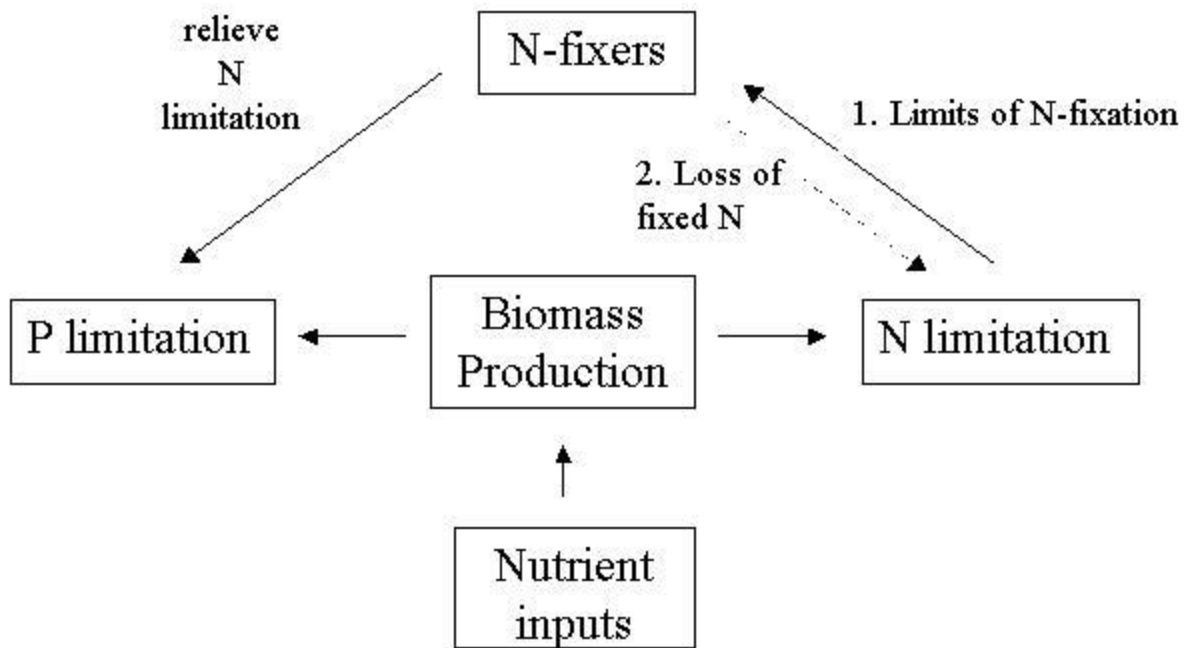 relieve
N
limitation
N-fixers
1. Limits of N-fixation
2. Loss of
fixed N
P limitation
Biomass
Production
N limitation
Nutrient
inputs